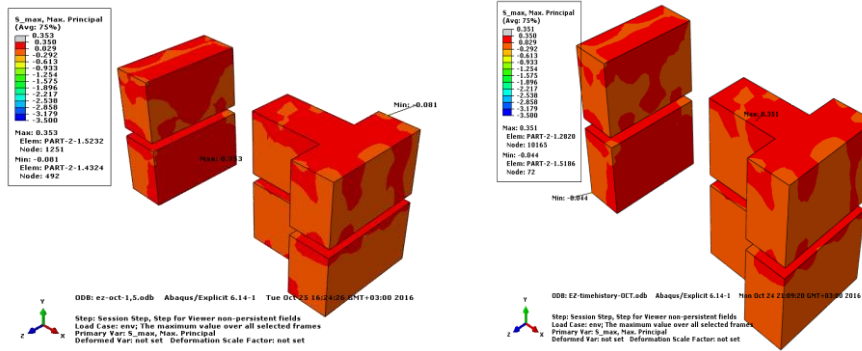 S_max, Max. Principal
(Avg: 75%)
0.353
0.350
0.029
-0.292
-0.613
-0.933
-1.254
-1.575
-1.896
-2.217
-2.538
-2.858
-3.179
-3.500
Max: 0.353
Elem: PART-2-1.5232
Node: 1251
Min: -0.081
Elem: PART-2-1.4324
Node: 492
Min: -0.081
Max: 0.353
Y
Z
X
ODB: ez-oct-1,5.odb Abaqus/Explicit 6.14-1 Tue Oct 25 16:24:26 GMT+03:00 2016
Step: Session Step, Step for Viewer non-persistent fields
Load Case: env; The maximum value over all selected frames
Primary Var: S_max, Max. Principal
Deformed Var: not set Deformation Scale Factor: not set
S_max, Max. Principal
(Avg: 75%)
0.351
0.350
0.029
-0.292
-0.613
-0.933
-1.254
-1.575
-1.896
-2.217
-2.538
-2.858
-3.179
-3.500
Max: 0.351
Elem: PART-2-1.2820
Node: 10165
Min: -0.044
Elem: PART-2-1.5186
Node: 72
Max: 0.351
Min: -0.044
Y
Z
X
ODB: EZ-timehistory-OCT.odb Abaqus/Explicit 6.14-1 Mon Oct 24 21:09:20 GMT+03:00 2016
Step: Session Step, Step for Viewer non-persistent fields
Load Case: env; The maximum value over all selected frames
Primary Var: S_max, Max. Principal
Deformed Var: not set Deformation Scale Factor: not set